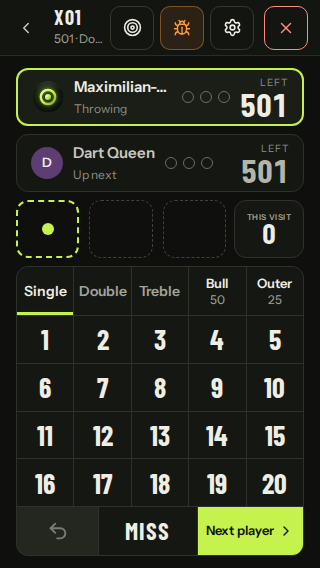 X01
501·Do...
Maximilian-...
Throwing
LEFT
501
D
Dart Queen
Up next
LEFT
501
THIS VISIT
0
Single Double Treble Bull 50 Outer 25
1 2 3 4 5
6 7 8 9 10
11 12 13 14 15
16 17 18 19 20
MISS Next player